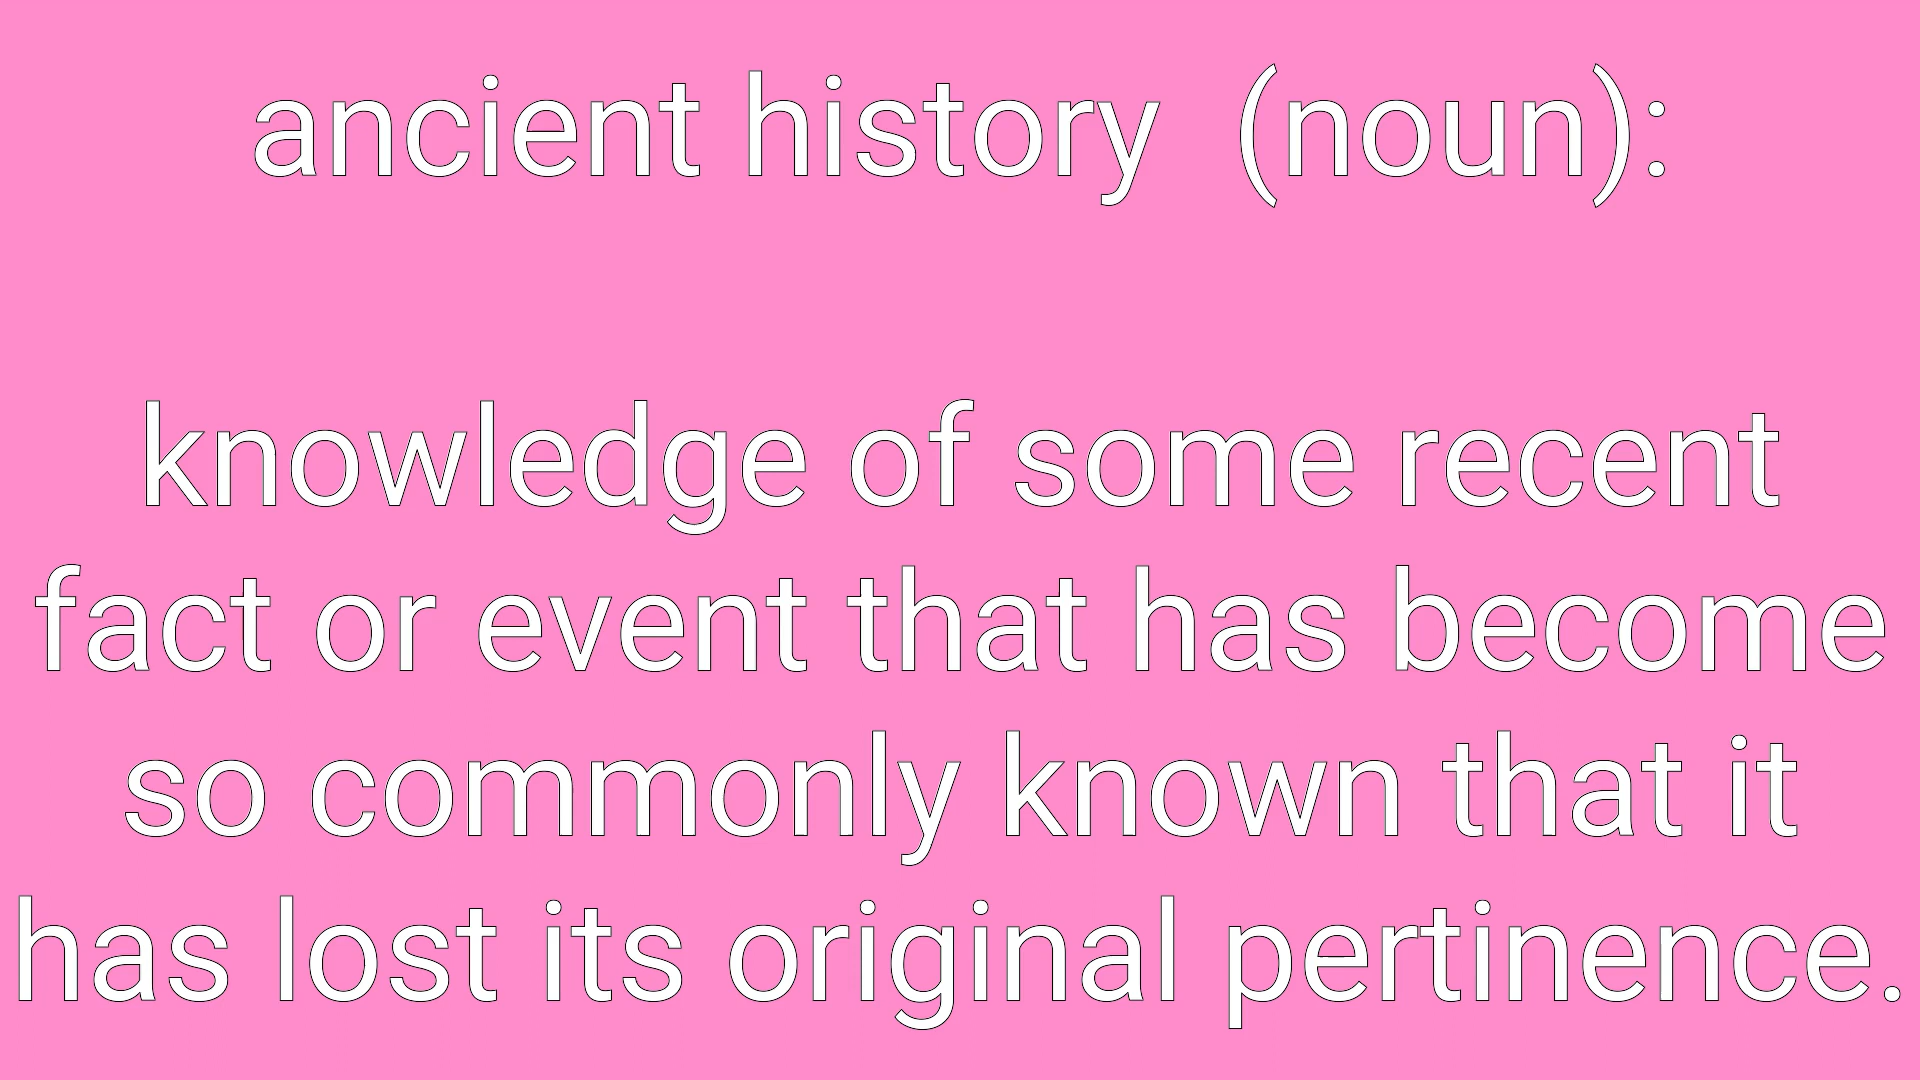 ancient history  (noun):
knowledge of some recent
fact or event that has become
so commonly known that it
has lost its original pertinence.